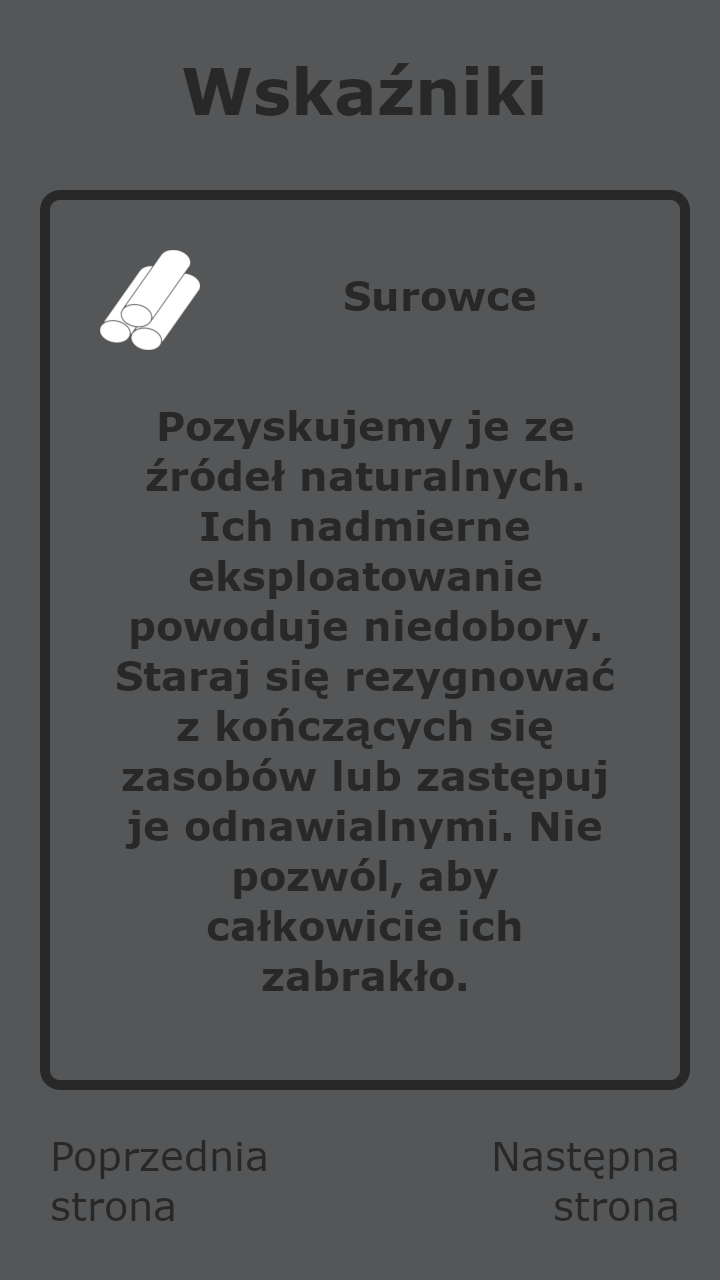 Wskaźniki
Surowce
Pozyskujemy je ze
źródeł naturalnych.
Ich nadmierne
eksploatowanie
powoduje niedobory.
Staraj się rezygnować
z kończących się
zasobów lub zastępuj
je odnawialnymi. Nie
pozwól, aby
całkowicie ich
zabrakło.
Poprzednia
strona
Następna
strona